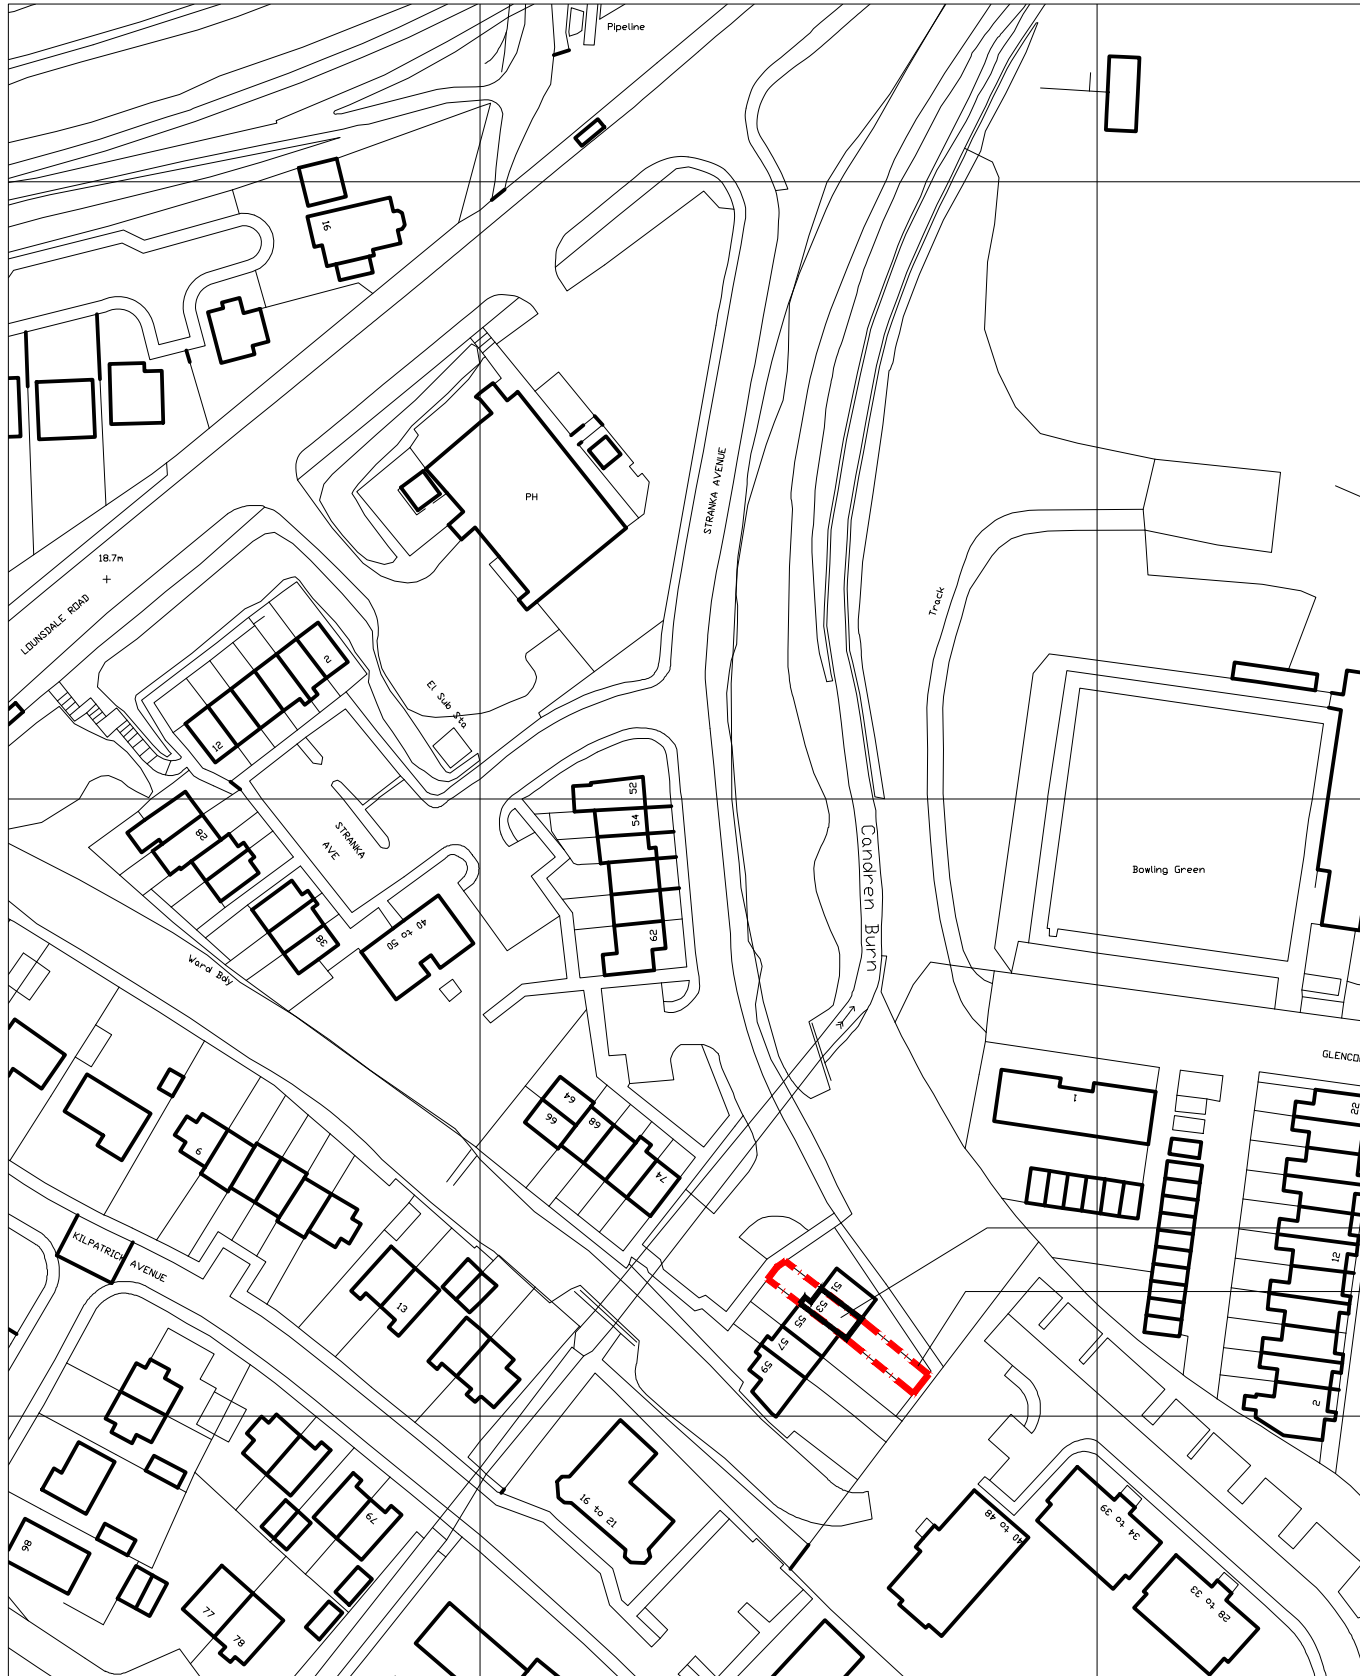 Pipeline
16
PH
STRANKA AVENUE
18.7m
LOUNSDALE ROAD
Track
2
El Sub Sta
12
52
54
28
STRANKA
AVE
Candren Burn
Bowling Green
38
40 to 50
62
Ward Bdy
GLENCO
64
66
68
74
1
22
9
KILPATRICK AVENUE
13
12
51
53
55
57
59
2
16 to 21
79
40 to 48
34 to 39
28 to 33
98
77
78